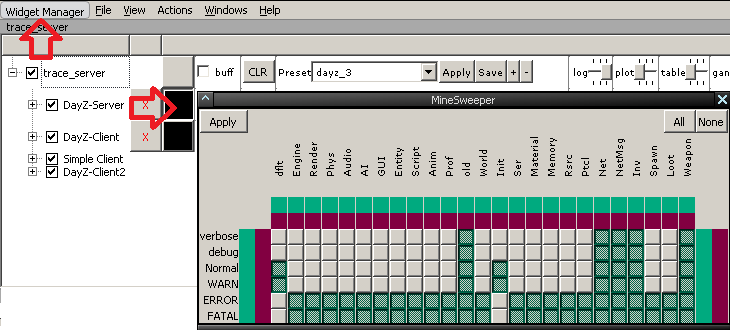 Widget Manager File View Actions Windows Help
trace_server
trace_server
buff CLR Preset dayz_3 Apply Save + - log plot table gan
DayZ-Server X
DayZ-Client X
Simple Client
DayZ-Client2
MineSweeper
Apply All None
dflt Engine Render Phys Audio AI GUI Entity Script Anim Prof old World Init Ser Material Memory Rsrc Ptcl Net NetMsg Inv Spawn Loot Weapon
verbose
debug
Normal
WARN
ERROR
FATAL